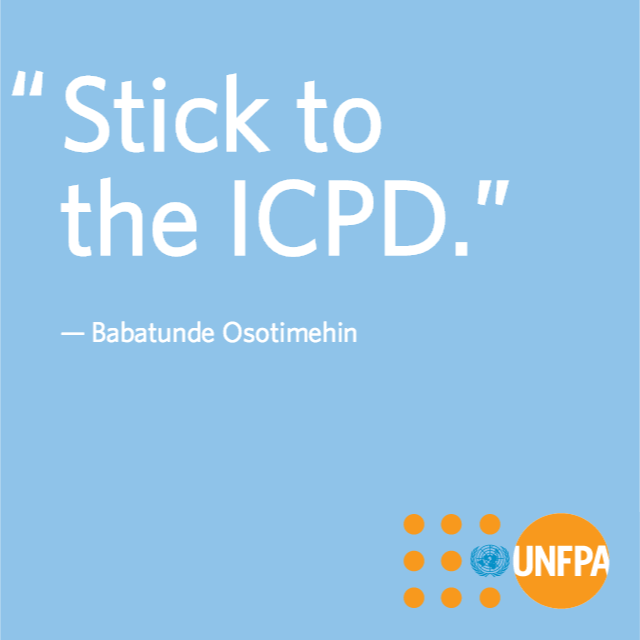 “Stick to
the ICPD.”
— Babatunde Osotimehin
UNFPA